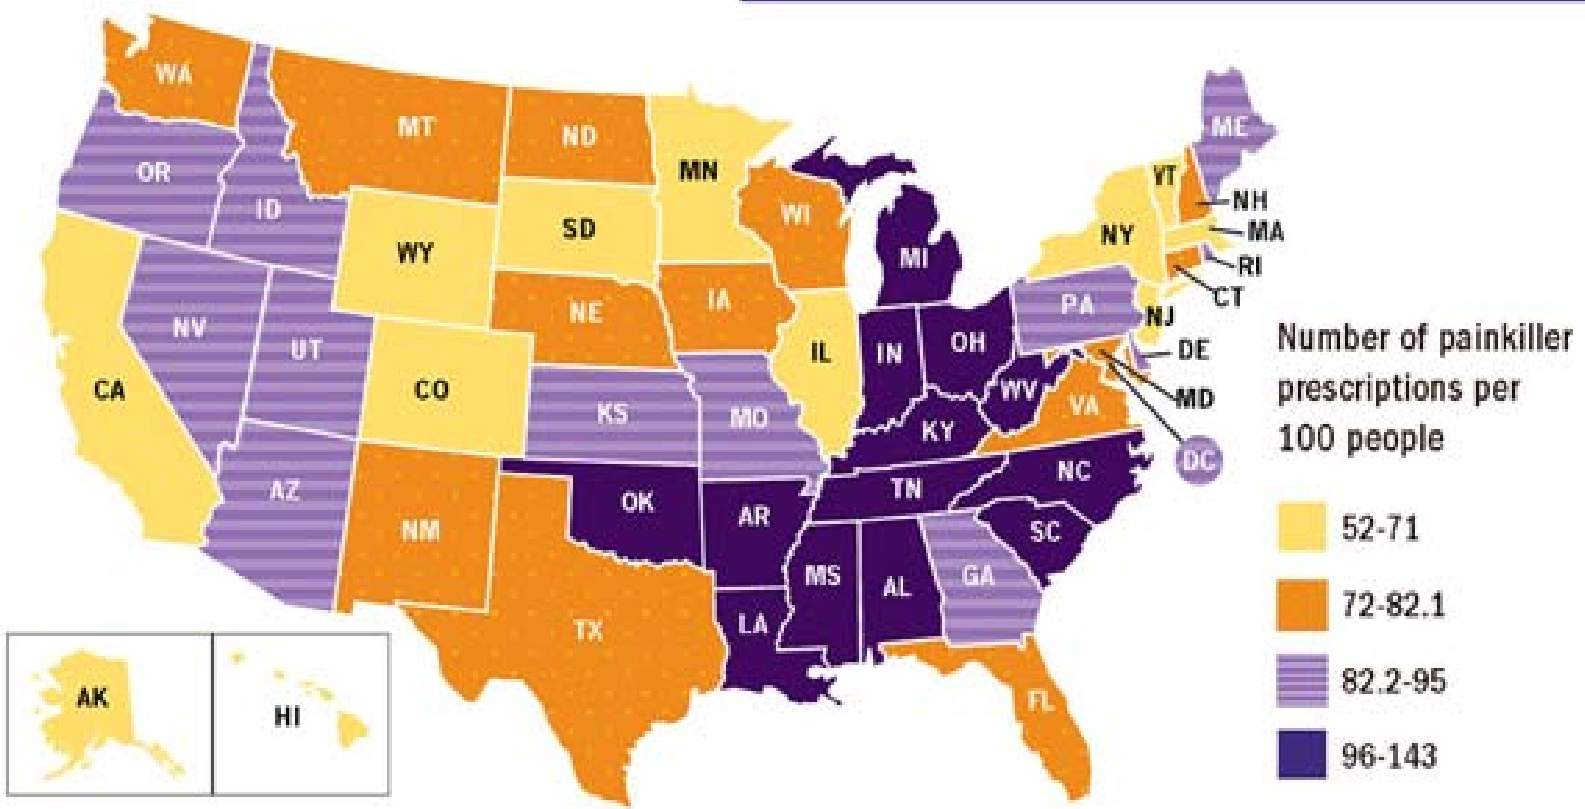 WA
MT
ND
MN
ME
OR
ID
WI
VT
NH
SD
NY
MA
WY
MI
RI
CT
NE
IA
PA
NJ
NV
UT
IL
IN
OH
DE
CA
CO
WV
MD
KS
MO
VA
KY
DC
AZ
OK
AR
TN
NC
NM
SC
MS
AL
GA
TX
LA
FL
AK
HI
Number of painkiller
prescriptions per
100 people
52-71
72-82.1
82.2-95
96-143